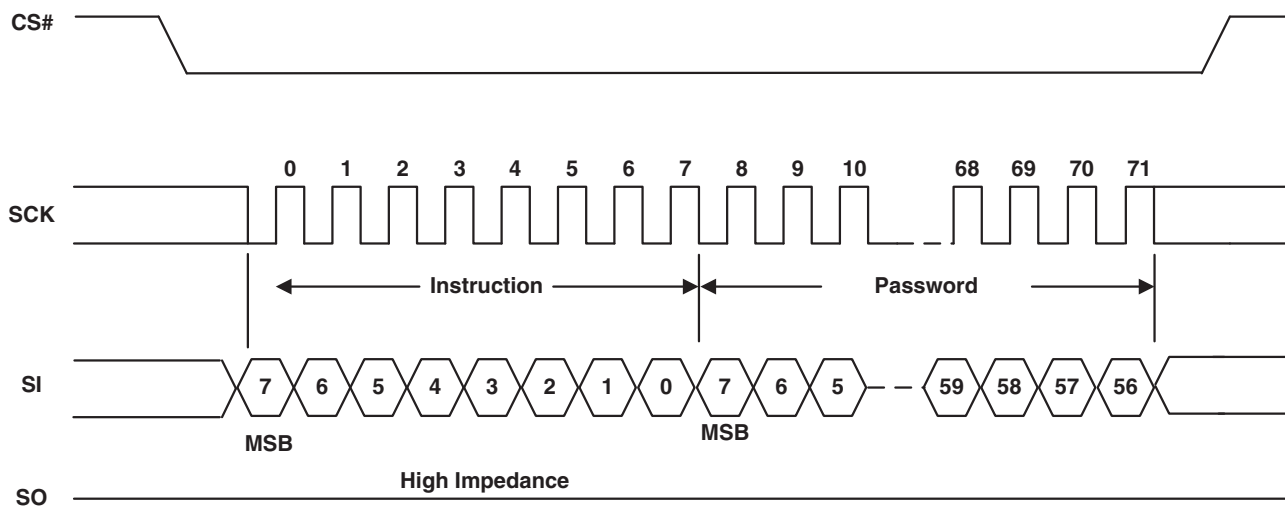 CS#
0 1 2 3 4 5 6 7 8 9 10 68 69 70 71
SCK
Instruction Password
SI 7 6 5 4 3 2 1 0 7 6 5 59 58 57 56
MSB MSB
High Impedance
SO